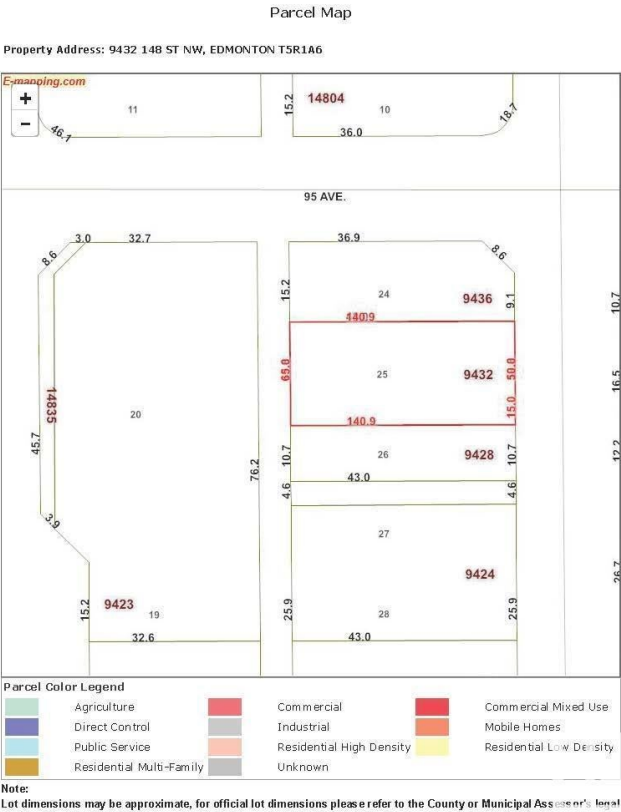 Parcel Map
Property Address: 9432 148 ST NW, EDMONTON T5R1A6
E-mapping.com
+
−
11
46.1
15.2
14804
10
36.0
18.7
95 AVE.
3.0
32.7
8.6
36.9
8.6
15.2
24
9436
9.1
10.7
140.9
65.0
25
9432
50.0
15.0
16.5
14835
20
140.9
45.7
76.2
10.7
26
9428
10.7
12.2
43.0
4.6
4.6
3.9
27
9424
26.7
15.2
9423
19
25.9
28
25.9
32.6
43.0
Parcel Color Legend
Agriculture
Commercial
Commercial Mixed Use
Direct Control
Industrial
Mobile Homes
Public Service
Residential High Density
Residential Low Density
Residential Multi-Family
Unknown
Note:
Lot dimensions may be approximate, for official lot dimensions please refer to the County or Municipal Assessor's legal